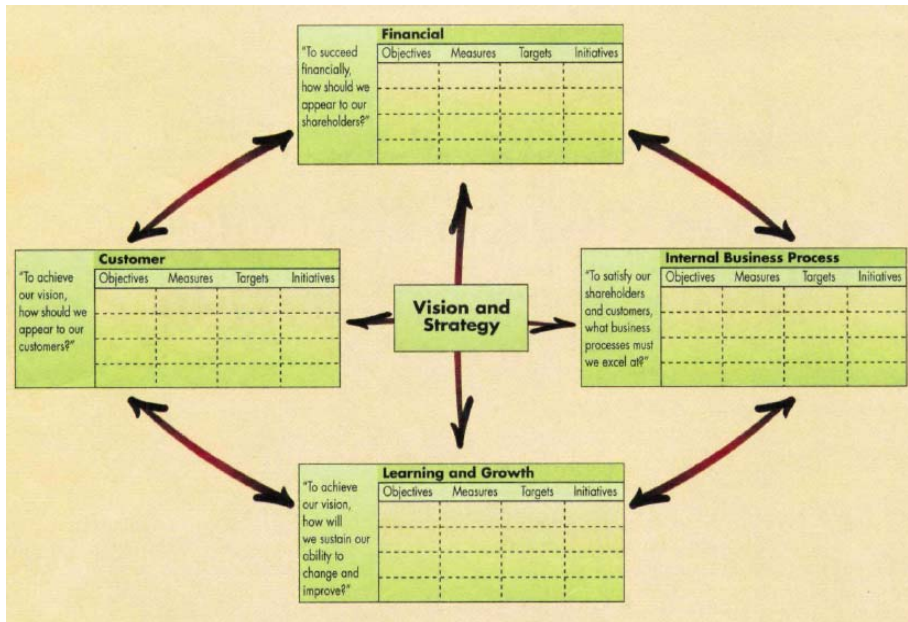 Financial
"To succeed
financially,
how should we
appear to our
shareholders?"
Objectives Measures Targets Initiatives
Customer
"To achieve
our vision,
how should we
appear to our
customers?"
Objectives Measures Targets Initiatives
Vision and
Strategy
Internal Business Process
"To satisfy our
shareholders
and customers,
what business
processes must
we excel at?"
Objectives Measures Targets Initiatives
Learning and Growth
"To achieve
our vision,
how will
we sustain our
ability to
change and
improve?"
Objectives Measures Targets Initiatives